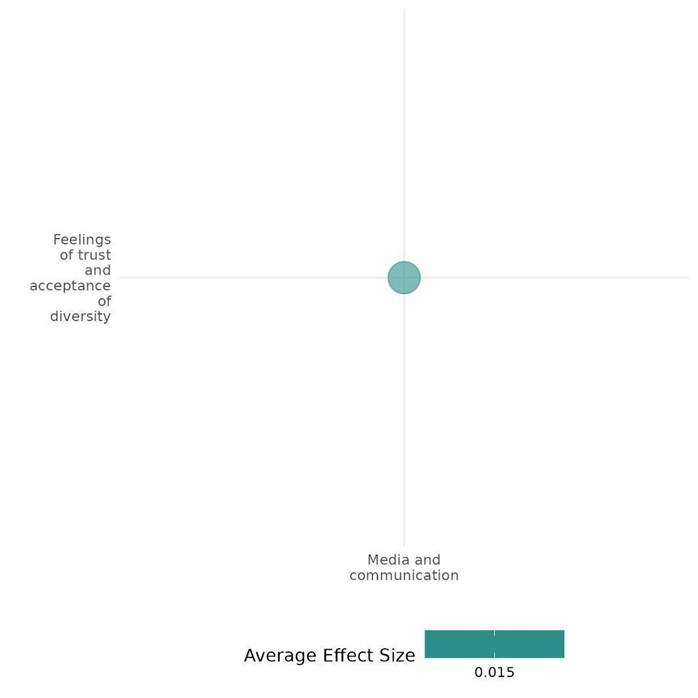 Feelings
of trust
and
acceptance
of
diversity
Media and
communication
Average Effect Size
0.015